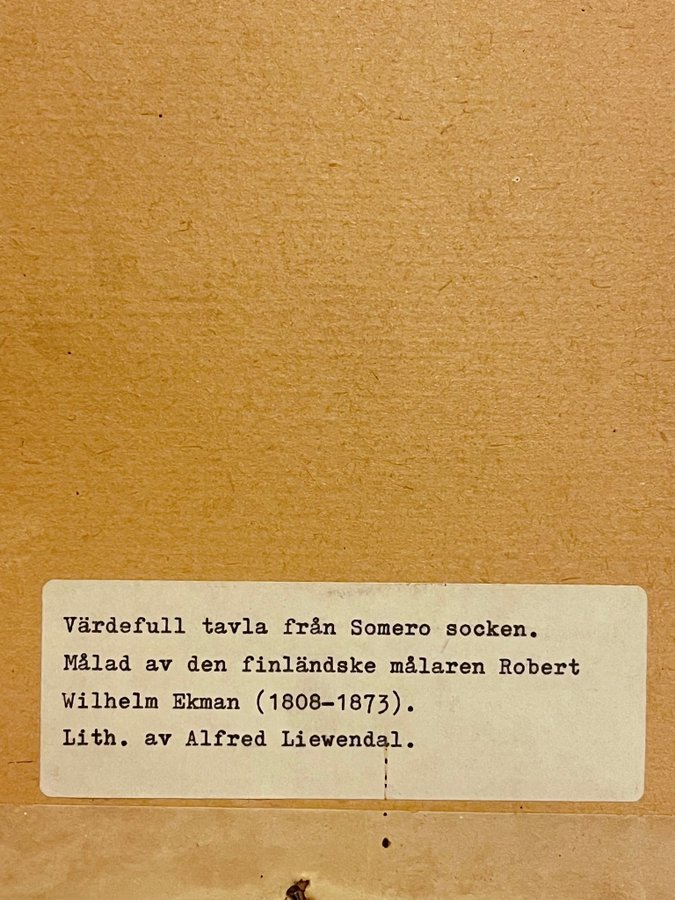 Värdefull tavla från Somero socken.
Målad av den finländske målaren Robert
Wilhelm Ekman (1808-1873).
Lith. av Alfred Liewendal.